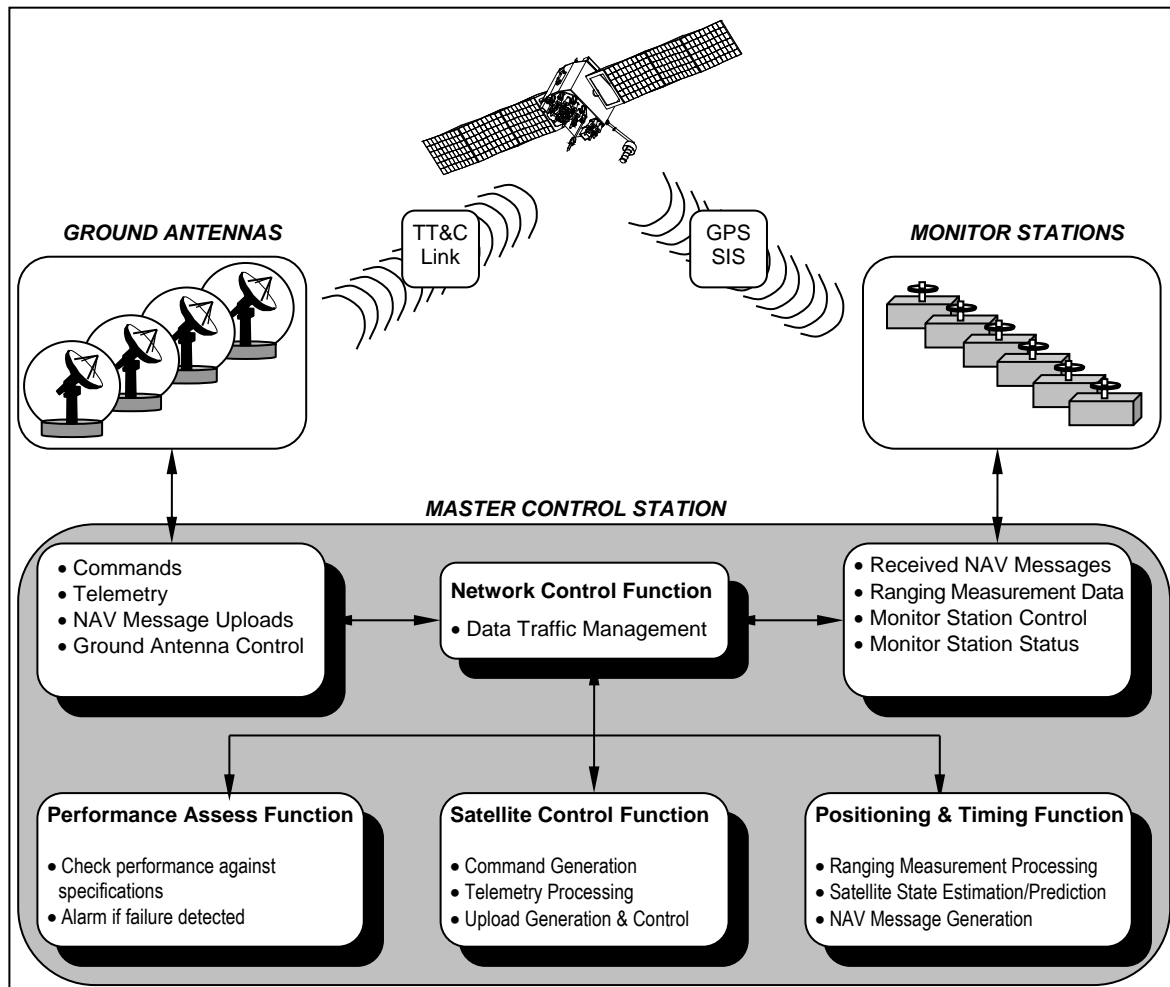 GROUND ANTENNAS
TT&C
Link
GPS
SIS
MONITOR STATIONS
MASTER CONTROL STATION
• Commands
• Telemetry
• NAV Message Uploads
• Ground Antenna Control
Network Control Function
• Data Traffic Management
• Received NAV Messages
• Ranging Measurement Data
• Monitor Station Control
• Monitor Station Status
Performance Assess Function
• Check performance against
specifications
• Alarm if failure detected
Satellite Control Function
• Command Generation
• Telemetry Processing
• Upload Generation & Control
Positioning & Timing Function
• Ranging Measurement Processing
• Satellite State Estimation/Prediction
• NAV Message Generation